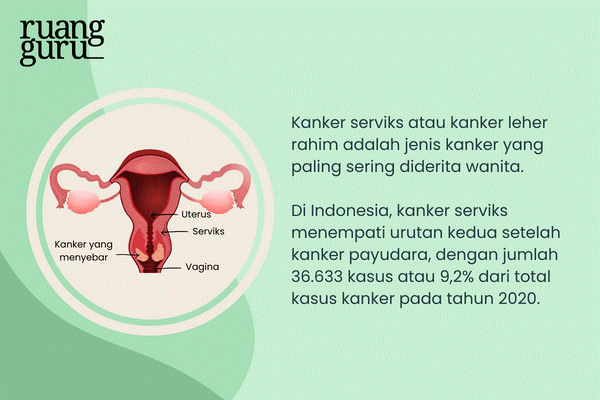 ruang
guru
Kanker serviks atau kanker leher
rahim adalah jenis kanker yang
paling sering diderita wanita.
Di Indonesia, kanker serviks
menempati urutan kedua setelah
kanker payudara, dengan jumlah
36.633 kasus atau 9,2% dari total
kasus kanker pada tahun 2020.
Uterus
Serviks
Kanker yang
menyebar
Vagina